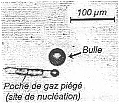 100 µm
Bulle
Poche de gaz piégé
(site de nucléation)